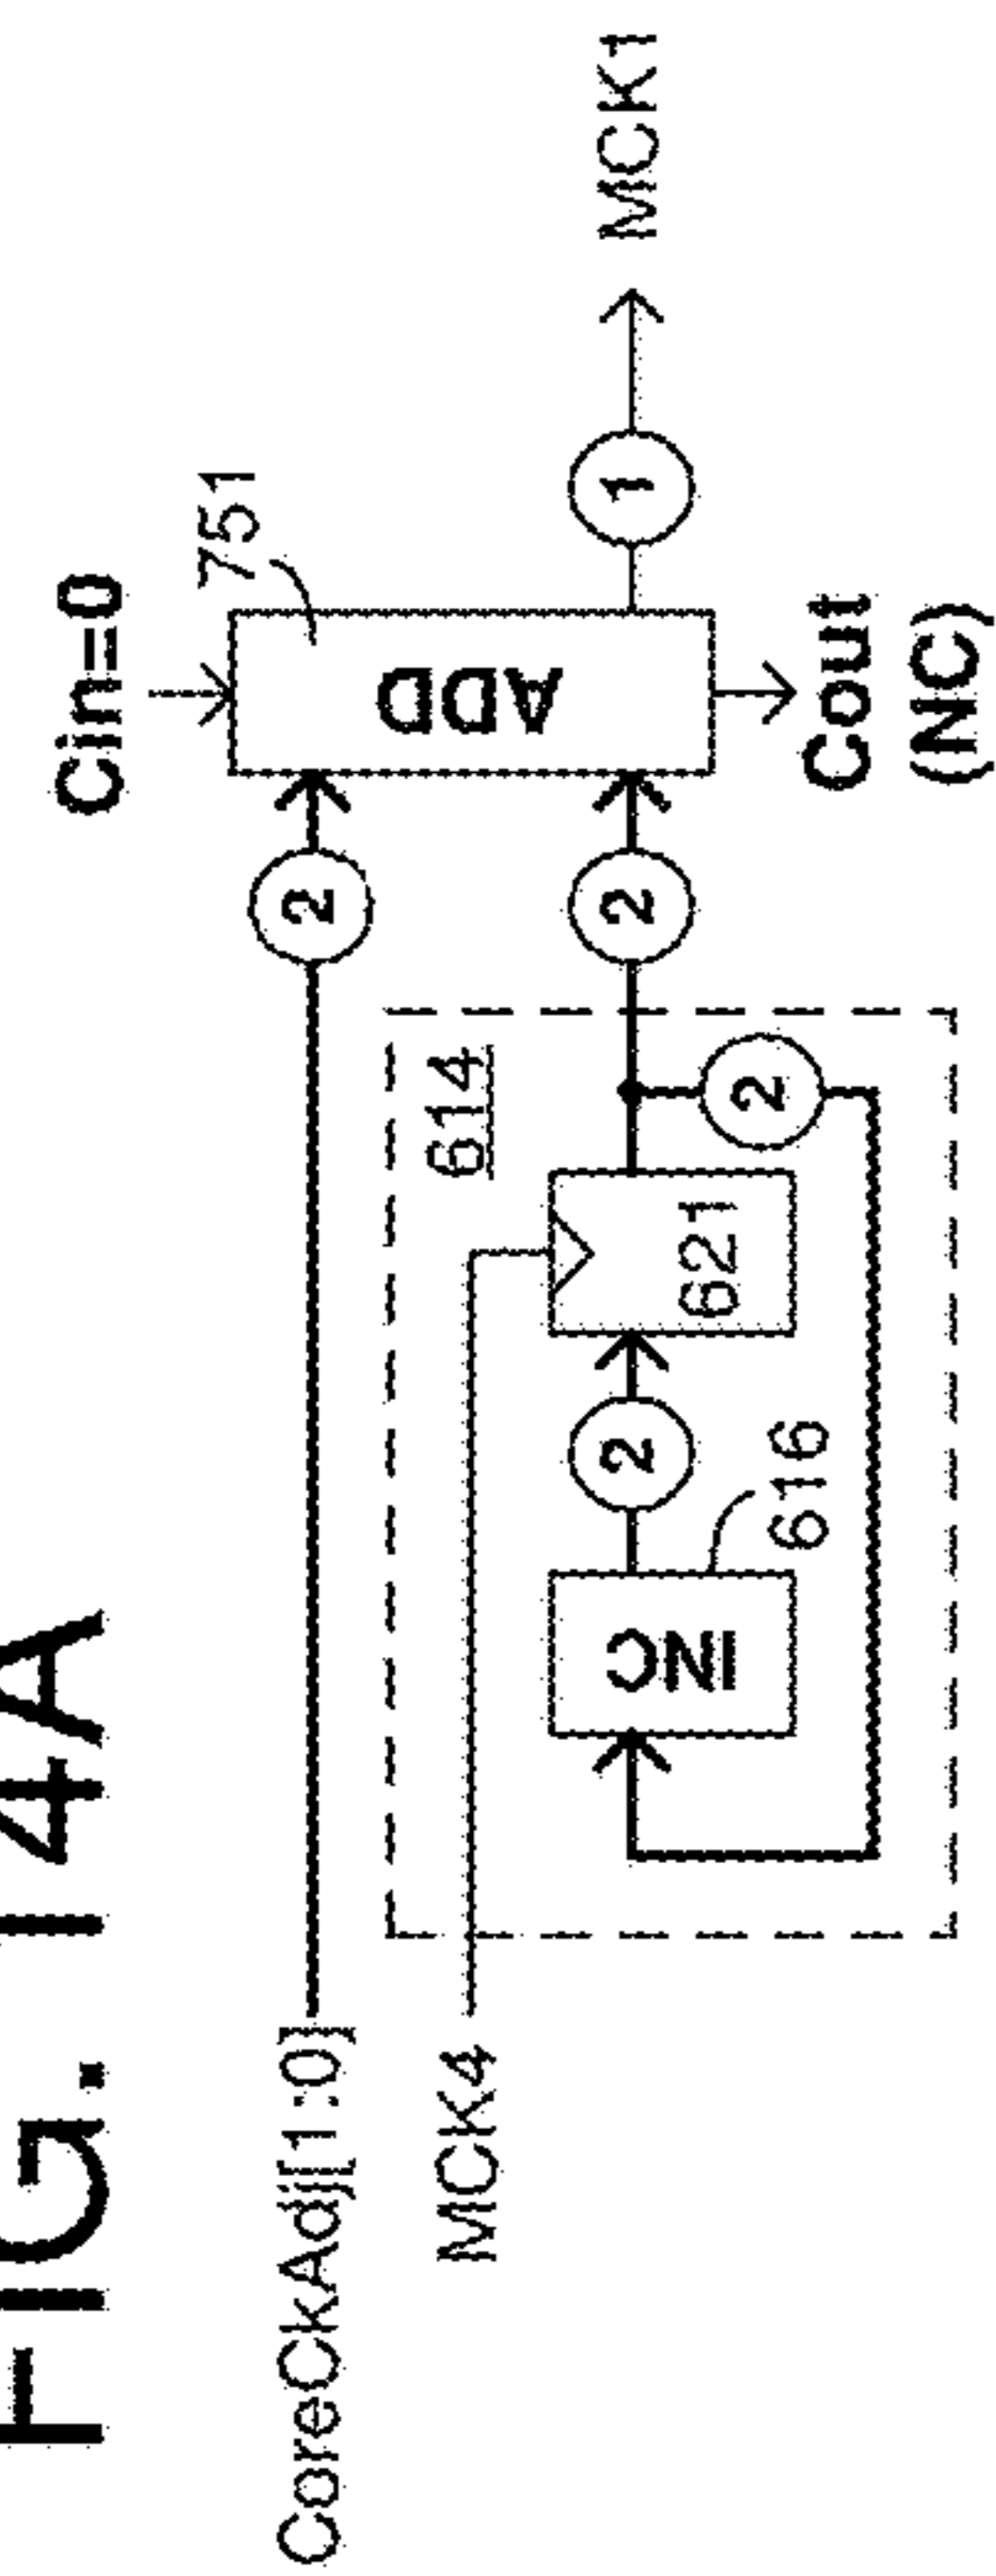 FIG. 14A
Cin=0
751
CoreCkAdj[1:0]
2
ADD
MCK4
614
2
1
MCK1
INC
2
621
2
616
Cout
(NC)